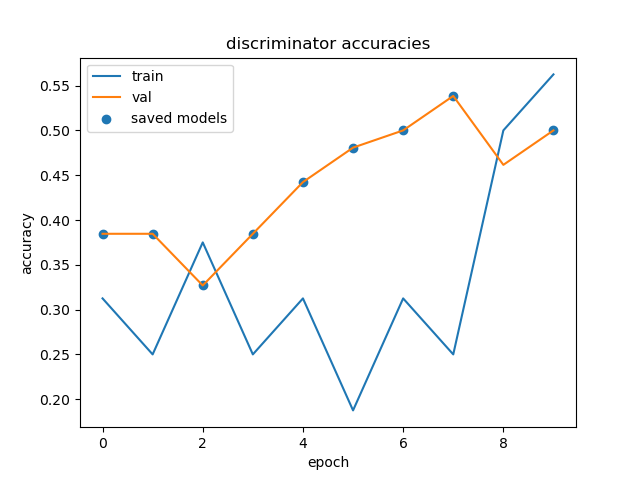 discriminator accuracies
train
val
saved models
0.55
0.50
0.45
0.40
0.35
0.30
0.25
0.20
accuracy
0 2 4 6 8
epoch